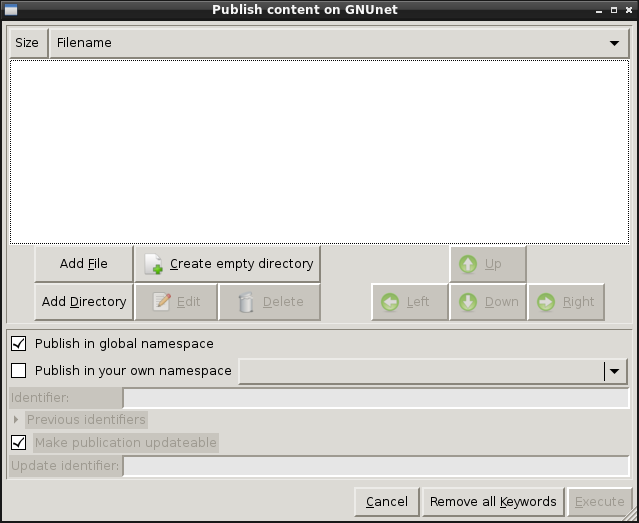 Publish content on GNUnet
Size Filename
Add File Create empty directory Up
Add Directory Edit Delete Left Down Right
Publish in global namespace
Publish in your own namespace
Identifier:
Previous identifiers
Make publication updateable
Update identifier:
Cancel Remove all Keywords Execute